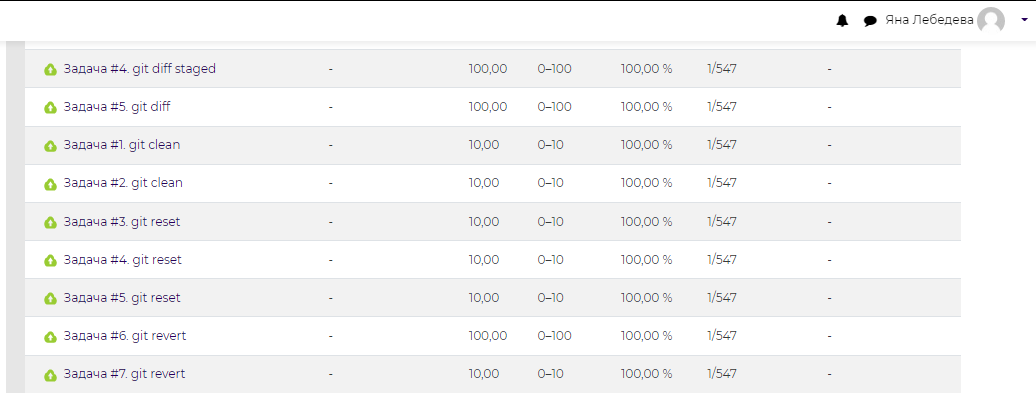 Яна Лебедева
Задача #4. git diff staged - 100,00 0–100 100,00 % 1/547 -
Задача #5. git diff - 100,00 0–100 100,00 % 1/547 -
Задача #1. git clean - 10,00 0–10 100,00 % 1/547 -
Задача #2. git clean - 10,00 0–10 100,00 % 1/547 -
Задача #3. git reset - 10,00 0–10 100,00 % 1/547 -
Задача #4. git reset - 10,00 0–10 100,00 % 1/547 -
Задача #5. git reset - 10,00 0–10 100,00 % 1/547 -
Задача #6. git revert - 100,00 0–100 100,00 % 1/547 -
Задача #7. git revert - 10,00 0–10 100,00 % 1/547 -